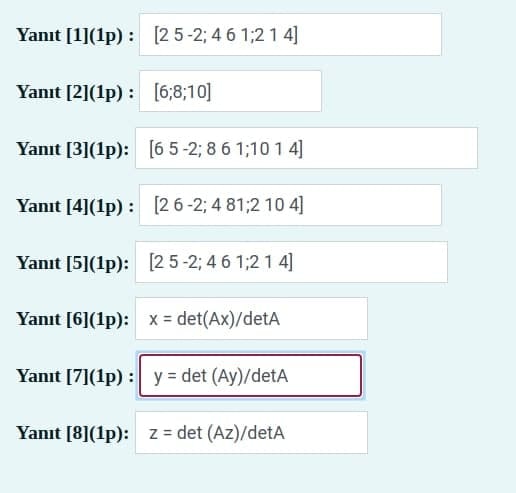 Yanıt [1](1p) : [2 5 -2; 4 6 1;2 1 4]
Yanıt [2](1p) : [6;8;10]
Yanıt [3](1p): [6 5 -2; 8 6 1;10 1 4]
Yanıt [4](1p) : [2 6 -2; 4 81;2 10 4]
Yanıt [5](1p): [2 5 -2; 4 6 1;2 1 4]
Yanıt [6](1p): x = det(Ax)/detA
Yanıt [7](1p) : y = det (Ay)/detA
Yanıt [8](1p): z = det (Az)/detA